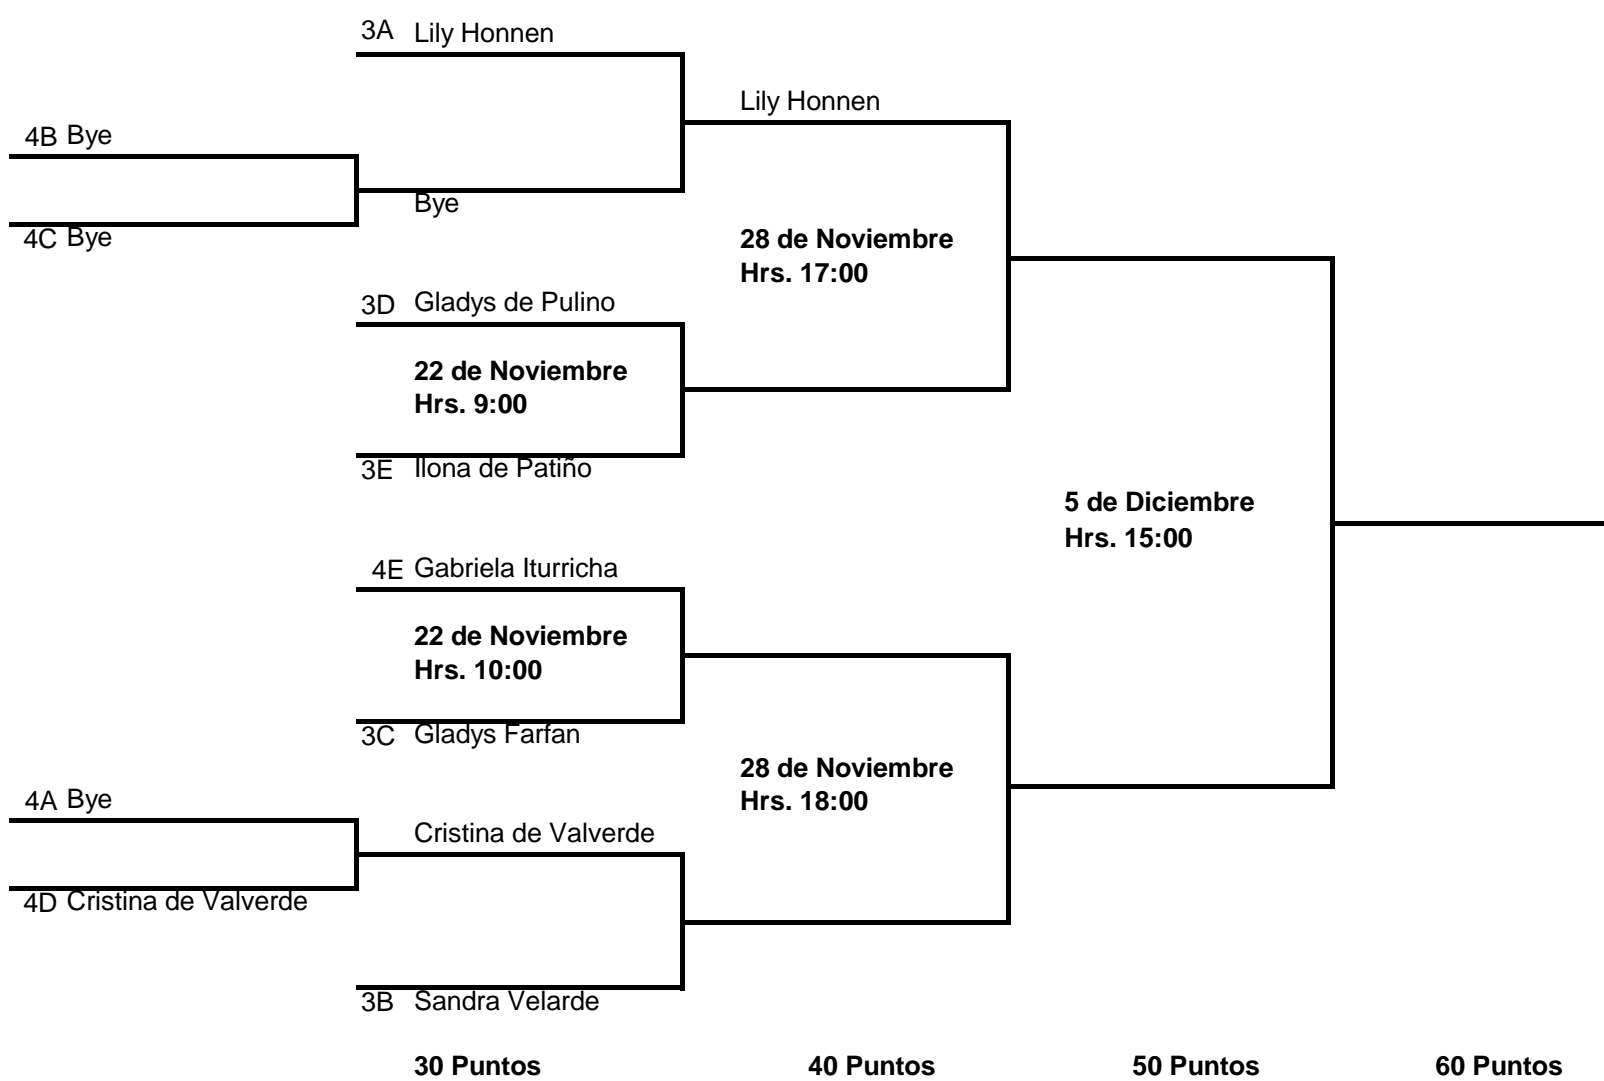 3A Lily Honnen
Lily Honnen
4B Bye
Bye
4C Bye
28 de Noviembre
Hrs. 17:00
3D Gladys de Pulino
22 de Noviembre
Hrs. 9:00
3E Ilona de Patiño
5 de Diciembre
Hrs. 15:00
4E Gabriela Iturricha
22 de Noviembre
Hrs. 10:00
3C Gladys Farfan
28 de Noviembre
Hrs. 18:00
4A Bye
Cristina de Valverde
4D Cristina de Valverde
3B Sandra Velarde
30 Puntos 40 Puntos 50 Puntos 60 Puntos